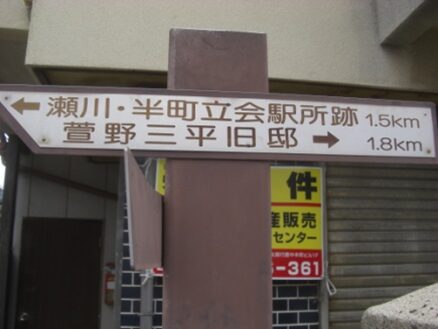 ← 瀬川・半町立会駅所跡 1.5km
萱野三平旧邸 → 1.8km
件
産販売
センター
-361